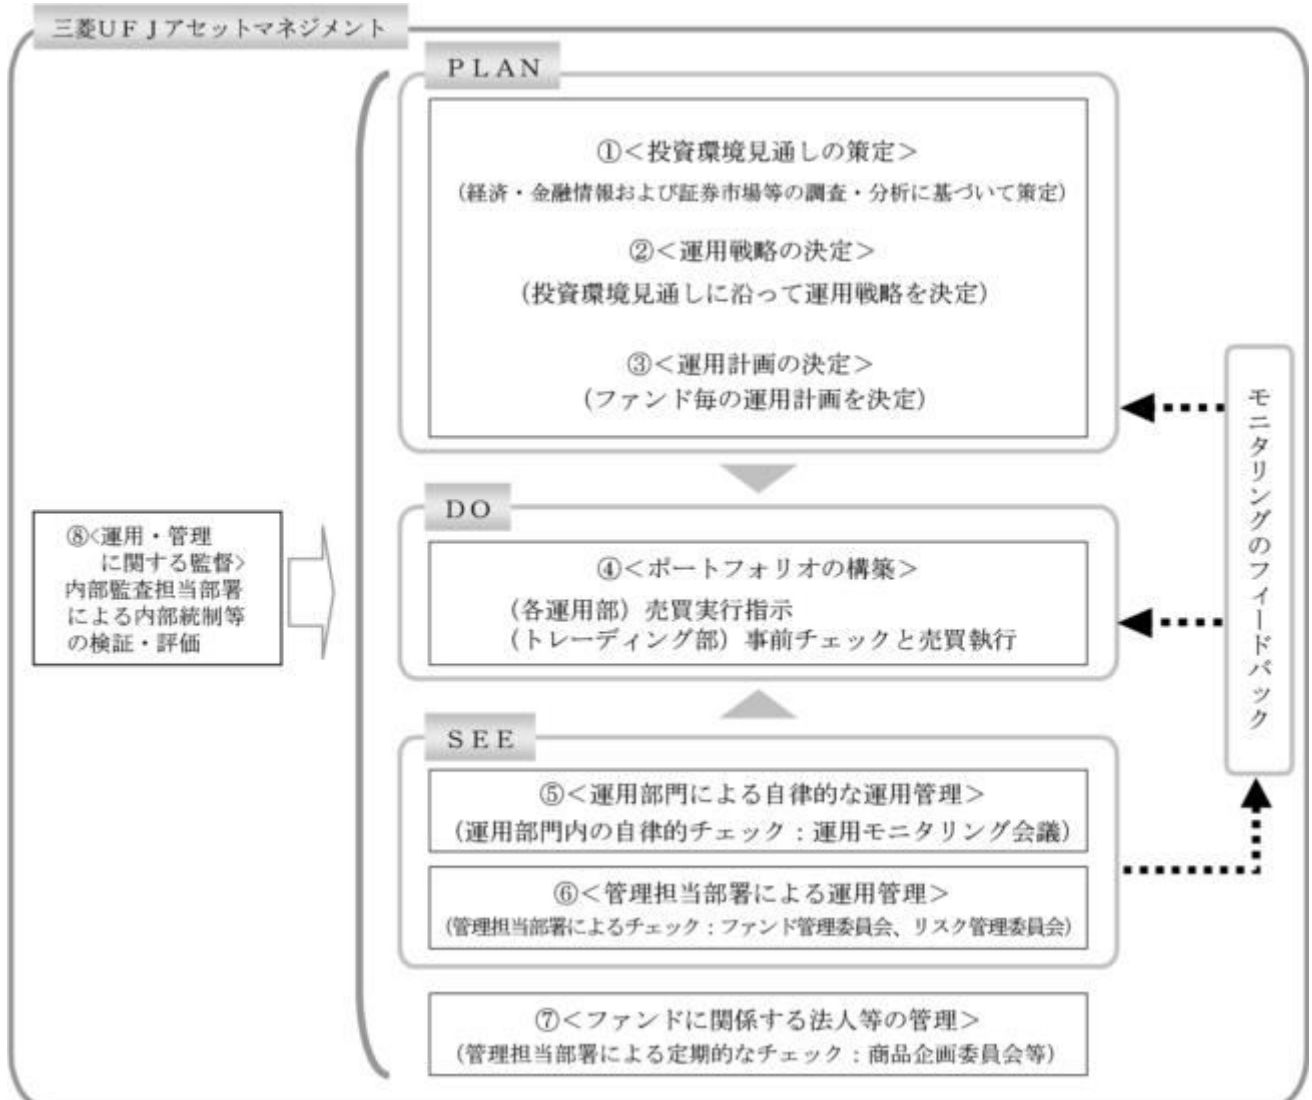 三菱ＵＦＪアセットマネジメント
ＰＬＡＮ
①＜投資環境見通しの策定＞
（経済・金融情報および証券市場等の調査・分析に基づいて策定）
②＜運用戦略の決定＞
（投資環境見通しに沿って運用戦略を決定）
③＜運用計画の決定＞
（ファンド毎の運用計画を決定）
ＤＯ
④＜ポートフォリオの構築＞
（各運用部）売買実行指示
（トレーディング部）事前チェックと売買執行
ＳＥＥ
⑤＜運用部門による自律的な運用管理＞
（運用部門内の自律的チェック：運用モニタリング会議）
⑥＜管理担当部署による運用管理＞
（管理担当部署によるチェック：ファンド管理委員会、リスク管理委員会）
⑦＜ファンドに関係する法人等の管理＞
（管理担当部署による定期的なチェック：商品企画委員会等）
⑧<運用・管理
に関する監督>
内部監査担当部署
による内部統制等
の検証・評価
モニタリングのフィードバック